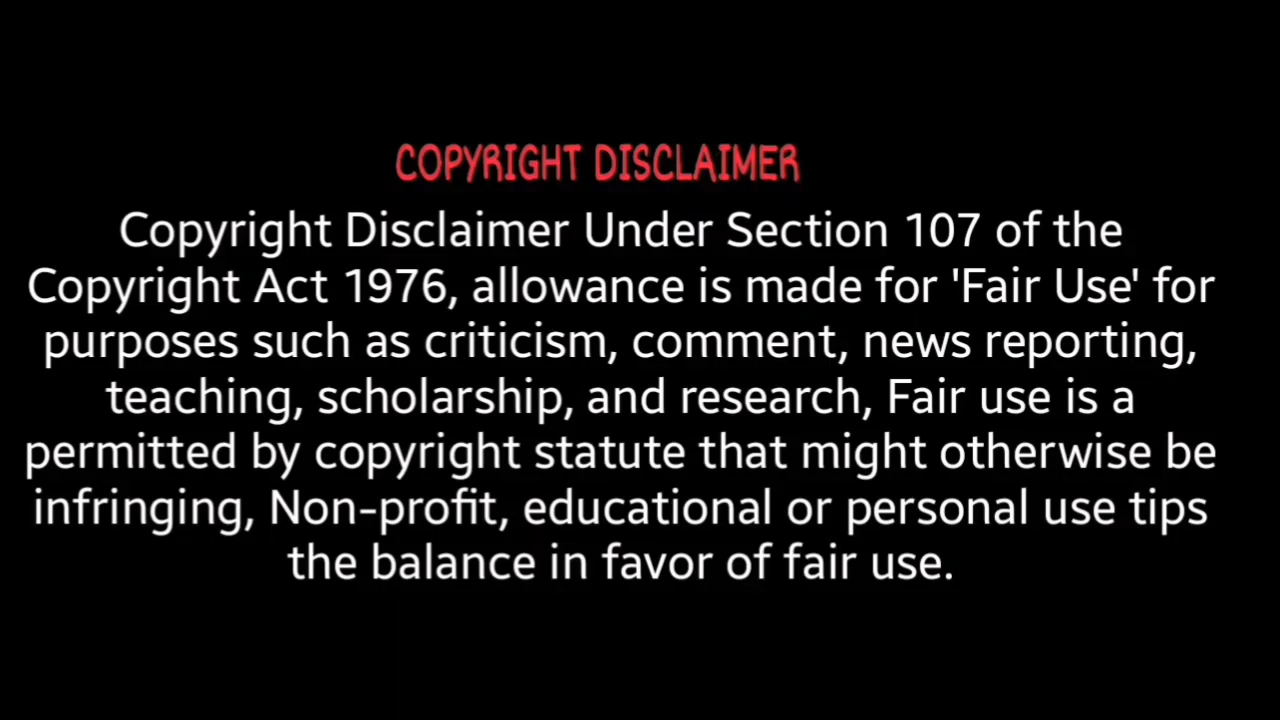 COPYRIGHT DISCLAIMER
Copyright Disclaimer Under Section 107 of the
Copyright Act 1976, allowance is made for 'Fair Use' for
purposes such as criticism, comment, news reporting,
teaching, scholarship, and research, Fair use is a
permitted by copyright statute that might otherwise be
infringing, Non-profit, educational or personal use tips
the balance in favor of fair use.